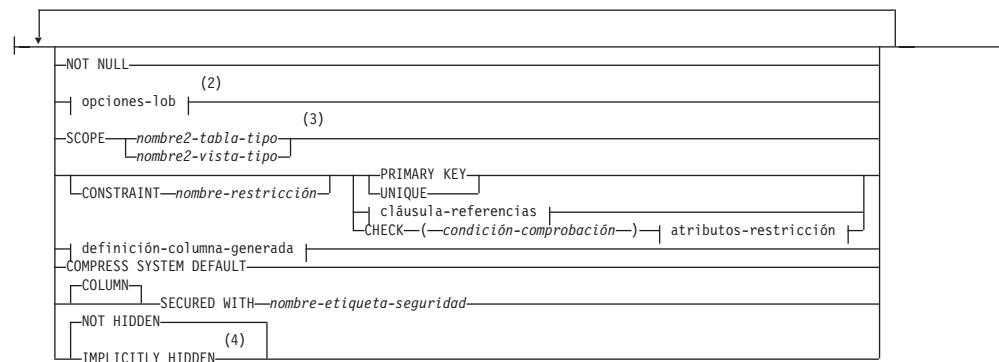 NOT NULL
(2)
opciones-lob
(3)
SCOPE nombre2-tabla-tipo
nombre2-vista-tipo
PRIMARY KEY
CONSTRAINT nombre-restricción UNIQUE
cláusula-referencias
CHECK ( condición-comprobación ) atributos-restricción
definición-columna-generada
COMPRESS SYSTEM DEFAULT
COLUMN
SECURED WITH nombre-etiqueta-seguridad
NOT HIDDEN
(4)
IMPLICITLY HIDDEN